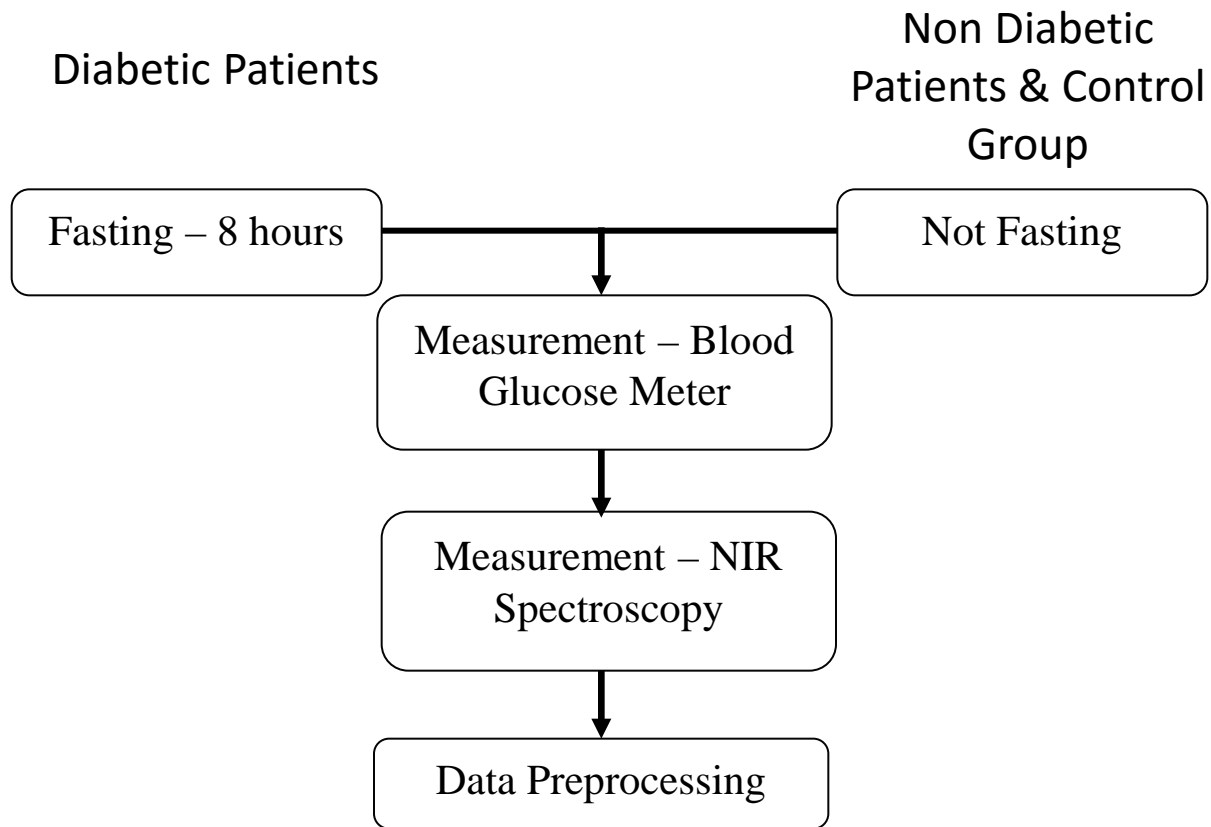 Diabetic Patients
Non Diabetic
Patients & Control
Group
Fasting – 8 hours
Not Fasting
Measurement – Blood
Glucose Meter
Measurement – NIR
Spectroscopy
Data Preprocessing